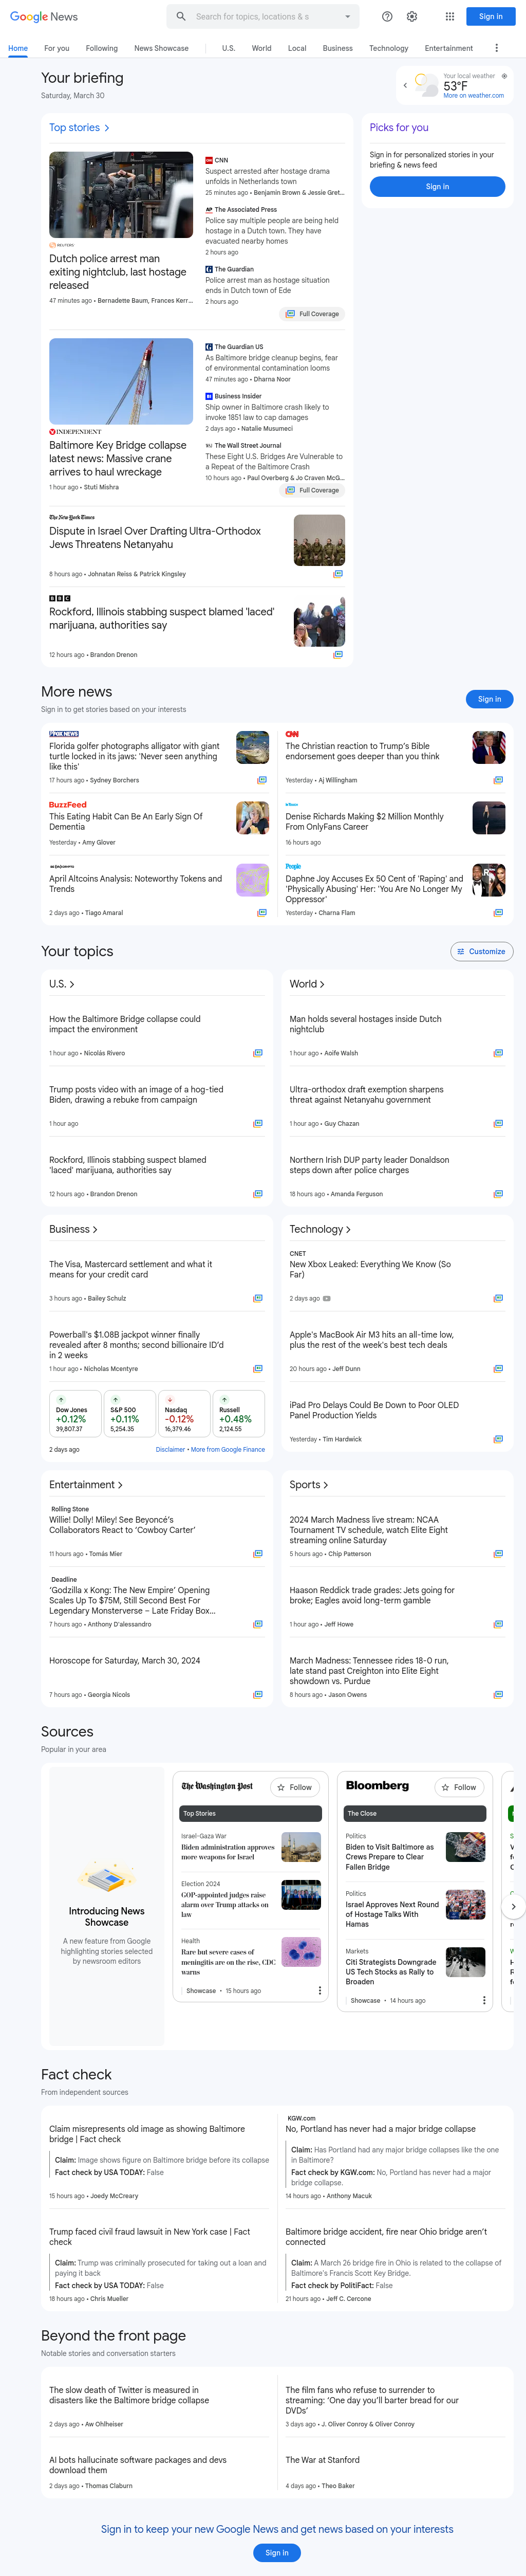 Google News
Search for topics, locations & s
Sign in
Home
For you
Following
News Showcase
U.S.
World
Local
Business
Technology
Entertainment
Your briefing
Saturday, March 30
Your local weather
53°F
More on weather.com
Top stories
Picks for you
Sign in for personalized stories in your
briefing & news feed
Sign in
REUTERS
Dutch police arrest man
exiting nightclub, last hostage
released
47 minutes ago • Bernadette Baum, Frances Kerr…
CNN
Suspect arrested after hostage drama
unfolds in Netherlands town
25 minutes ago • Benjamin Brown & Jessie Gret…
The Associated Press
Police say multiple people are being held
hostage in a Dutch town. They have
evacuated nearby homes
2 hours ago
The Guardian
Police arrest man as hostage situation
ends in Dutch town of Ede
2 hours ago
Full Coverage
INDEPENDENT
Baltimore Key Bridge collapse
latest news: Massive crane
arrives to haul wreckage
1 hour ago • Stuti Mishra
The Guardian US
As Baltimore bridge cleanup begins, fear
of environmental contamination looms
47 minutes ago • Dharna Noor
Business Insider
Ship owner in Baltimore crash likely to
invoke 1851 law to cap damages
2 days ago • Natalie Musumeci
The Wall Street Journal
These Eight U.S. Bridges Are Vulnerable to
a Repeat of the Baltimore Crash
10 hours ago • Paul Overberg & Jo Craven McG…
Full Coverage
The New York Times
Dispute in Israel Over Drafting Ultra-Orthodox
Jews Threatens Netanyahu
8 hours ago • Johnatan Reiss & Patrick Kingsley
BBC
Rockford, Illinois stabbing suspect blamed 'laced'
marijuana, authorities say
12 hours ago • Brandon Drenon
More news
Sign in to get stories based on your interests
Sign in
FOX NEWS
Florida golfer photographs alligator with giant
turtle locked in its jaws: 'Never seen anything
like this'
17 hours ago • Sydney Borchers
CNN
The Christian reaction to Trump's Bible
endorsement goes deeper than you think
Yesterday • Aj Willingham
BuzzFeed
This Eating Habit Can Be An Early Sign Of
Dementia
Yesterday • Amy Glover
Denise Richards Making $2 Million Monthly
From OnlyFans Career
16 hours ago
April Altcoins Analysis: Noteworthy Tokens and
Trends
2 days ago • Tiago Amaral
People
Daphne Joy Accuses Ex 50 Cent of 'Raping' and
'Physically Abusing' Her: 'You Are No Longer My
Oppressor'
Yesterday • Charna Flam
Your topics
Customize
U.S.
How the Baltimore Bridge collapse could
impact the environment
1 hour ago • Nicolás Rivero
Trump posts video with an image of a hog-tied
Biden, drawing a rebuke from campaign
1 hour ago
Rockford, Illinois stabbing suspect blamed
'laced' marijuana, authorities say
12 hours ago • Brandon Drenon
World
Man holds several hostages inside Dutch
nightclub
1 hour ago • Aoife Walsh
Ultra-orthodox draft exemption sharpens
threat against Netanyahu government
1 hour ago • Guy Chazan
Northern Irish DUP party leader Donaldson
steps down after police charges
18 hours ago • Amanda Ferguson
Business
The Visa, Mastercard settlement and what it
means for your credit card
3 hours ago • Bailey Schulz
Powerball's $1.08B jackpot winner finally
revealed after 8 months; second billionaire ID'd
in 2 weeks
1 hour ago • Nicholas Mcentyre
Dow Jones
+0.12%
39,807.37
S&P 500
+0.11%
5,254.35
Nasdaq
-0.12%
16,379.46
Russell
+0.48%
2,124.55
2 days ago
Disclaimer • More from Google Finance
Technology
CNET
New Xbox Leaked: Everything We Know (So
Far)
2 days ago
Apple's MacBook Air M3 hits an all-time low,
plus the rest of the week's best tech deals
20 hours ago • Jeff Dunn
iPad Pro Delays Could Be Down to Poor OLED
Panel Production Yields
Yesterday • Tim Hardwick
Entertainment
Rolling Stone
Willie! Dolly! Miley! See Beyoncé's
Collaborators React to 'Cowboy Carter'
11 hours ago • Tomás Mier
Deadline
'Godzilla x Kong: The New Empire' Opening
Scales Up To $75M, Still Second Best For
Legendary Monsterverse – Late Friday Box…
7 hours ago • Anthony D'alessandro
Horoscope for Saturday, March 30, 2024
7 hours ago • Georgia Nicols
Sports
2024 March Madness live stream: NCAA
Tournament TV schedule, watch Elite Eight
streaming online Saturday
5 hours ago • Chip Patterson
Haason Reddick trade grades: Jets going for
broke; Eagles avoid long-term gamble
1 hour ago • Jeff Howe
March Madness: Tennessee rides 18-0 run,
late stand past Creighton into Elite Eight
showdown vs. Purdue
8 hours ago • Jason Owens
Sources
Popular in your area
Introducing News
Showcase
A new feature from Google
highlighting stories selected
by newsroom editors
The Washington Post
Follow
Top Stories
Israel-Gaza War
Biden administration approves
more weapons for Israel
Election 2024
GOP-appointed judges raise
alarm over Trump attacks on
law
Health
Rare but severe cases of
meningitis are on the rise, CDC
warns
Showcase • 15 hours ago
Bloomberg
Follow
The Close
Politics
Biden to Visit Baltimore as
Crews Prepare to Clear
Fallen Bridge
Politics
Israel Approves Next Round
of Hostage Talks With
Hamas
Markets
Citi Strategists Downgrade
US Tech Stocks as Rally to
Broaden
Showcase • 14 hours ago
Fact check
From independent sources
Claim misrepresents old image as showing Baltimore
bridge | Fact check
Claim: Image shows figure on Baltimore bridge before its collapse
Fact check by USA TODAY: False
15 hours ago • Joedy McCreary
KGW.com
No, Portland has never had a major bridge collapse
Claim: Has Portland had any major bridge collapses like the one
in Baltimore?
Fact check by KGW.com: No, Portland has never had a major
bridge collapse.
14 hours ago • Anthony Macuk
Trump faced civil fraud lawsuit in New York case | Fact
check
Claim: Trump was criminally prosecuted for taking out a loan and
paying it back
Fact check by USA TODAY: False
18 hours ago • Chris Mueller
Baltimore bridge accident, fire near Ohio bridge aren't
connected
Claim: A March 26 bridge fire in Ohio is related to the collapse of
Baltimore's Francis Scott Key Bridge.
Fact check by PolitiFact: False
21 hours ago • Jeff C. Cercone
Beyond the front page
Notable stories and conversation starters
The slow death of Twitter is measured in
disasters like the Baltimore bridge collapse
2 days ago • Aw Ohlheiser
The film fans who refuse to surrender to
streaming: 'One day you'll barter bread for our
DVDs'
3 days ago • J. Oliver Conroy & Oliver Conroy
AI bots hallucinate software packages and devs
download them
2 days ago • Thomas Claburn
The War at Stanford
4 days ago • Theo Baker
Sign in to keep your new Google News and get news based on your interests
Sign in